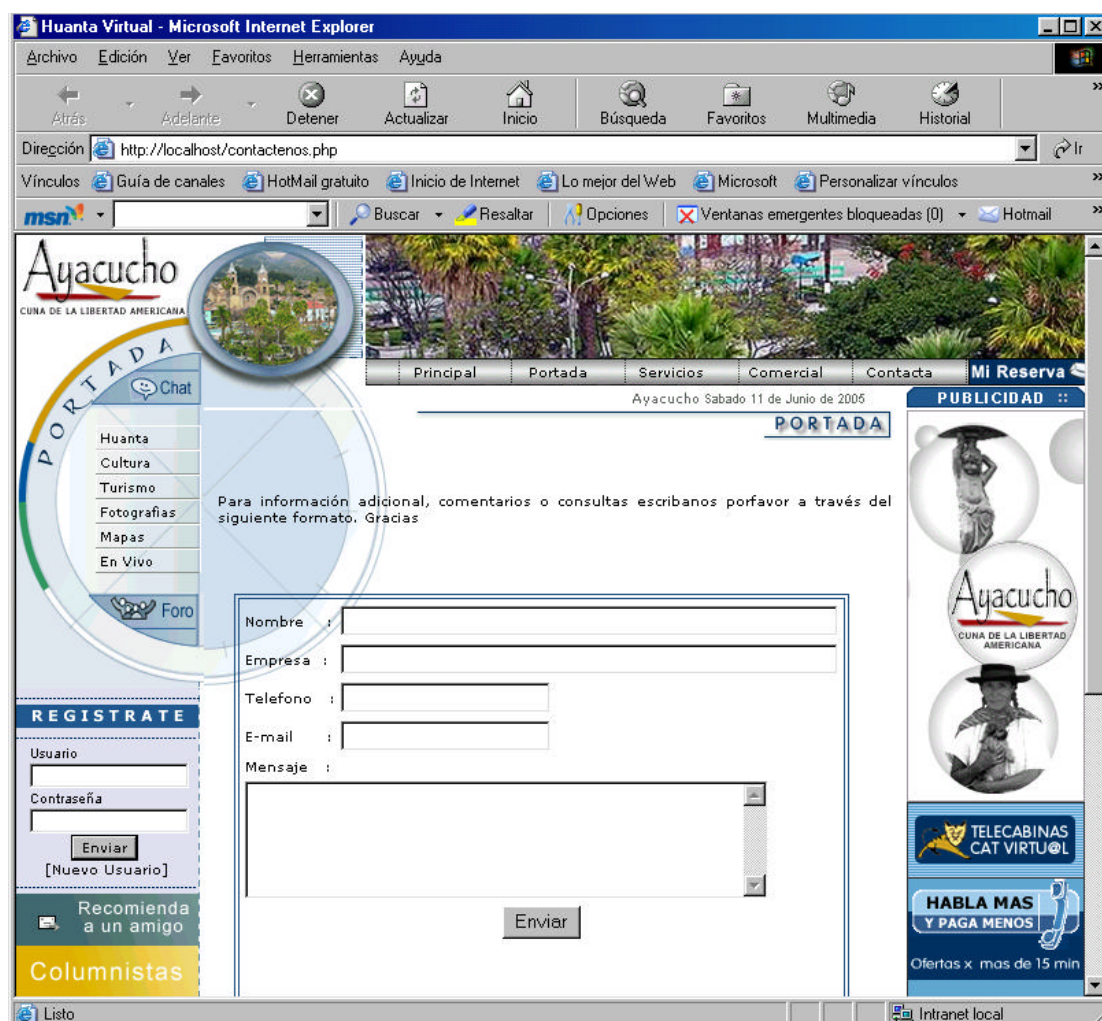 Huanta Virtual - Microsoft Internet Explorer
Archivo Edición Ver Favoritos Herramientas Ayuda
Atrás Adelante Detener Actualizar Inicio Búsqueda Favoritos Multimedia Historial »
Dirección http://localhost/contactenos.php Ir
Vínculos Guía de canales HotMail gratuito Inicio de Internet Lo mejor del Web Microsoft Personalizar vínculos »
msn Buscar Resaltar Opciones Ventanas emergentes bloqueadas (0) Hotmail »
Ayacucho
CUNA DE LA LIBERTAD AMERICANA
PORTADA
Principal Portada Servicios Comercial Contacta Mi Reserva
Ayacucho Sabado 11 de Junio de 2005
PORTADA
Chat
Huanta
Cultura
Turismo
Fotografias
Mapas
En Vivo
Foro
REGISTRATE
Usuario
Contraseña
Enviar
[Nuevo Usuario]
Recomienda
a un amigo
Columnistas
Para información adicional, comentarios o consultas escribanos porfavor a través del
siguiente formato. Gracias
Nombre :
Empresa :
Telefono :
E-mail :
Mensaje :
Enviar
PUBLICIDAD ::
Ayacucho
CUNA DE LA LIBERTAD
AMERICANA
TELECABINAS
CAT VIRTU@L
HABLA MAS
Y PAGA MENOS
Ofertas x mas de 15 min
Listo Intranet local